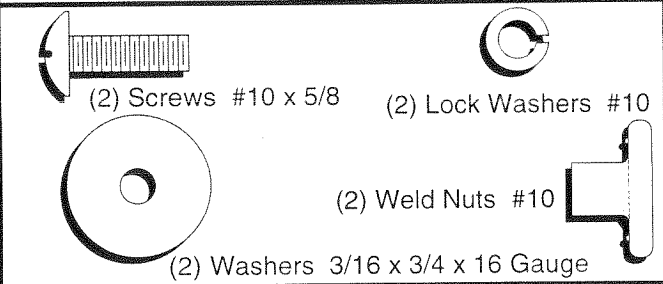 (2) Screws #10 x 5/8
(2) Lock Washers #10
(2) Weld Nuts #10
(2) Washers 3/16 x 3/4 x 16 Gauge